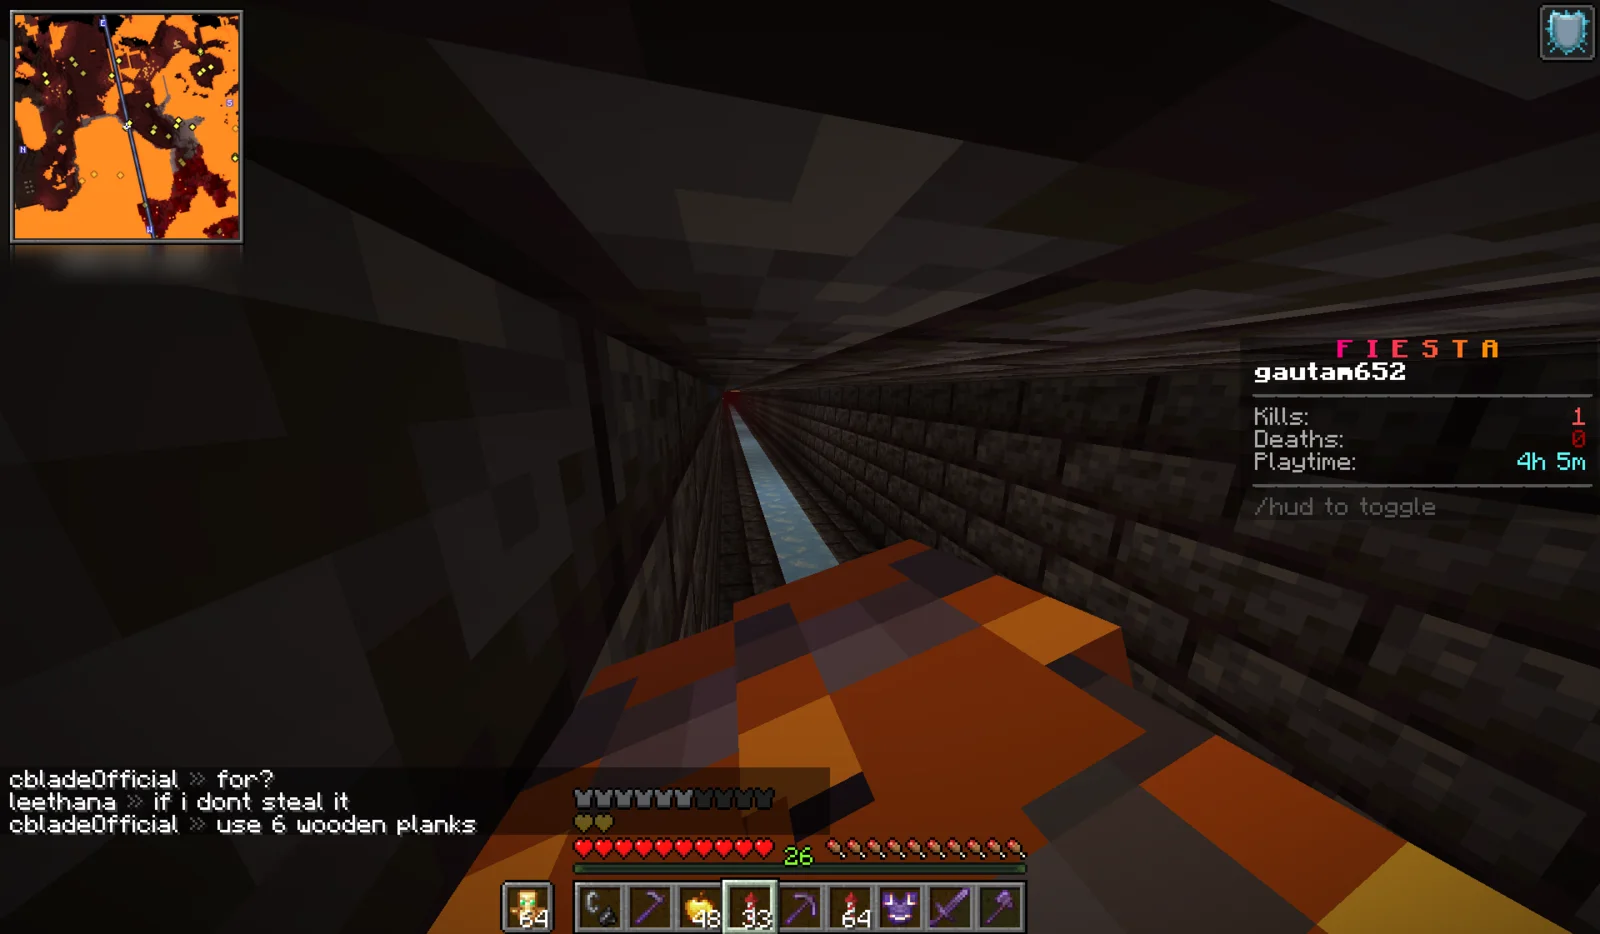 E
S
N
W
F I E S T A
gautam652
Kills: 1
Deaths: 0
Playtime: 4h 5m
/hud to toggle
cbladeOfficial » for?
leethana » if i dont steal it
cbladeOfficial » use 6 wooden planks
26
64 48 33 64